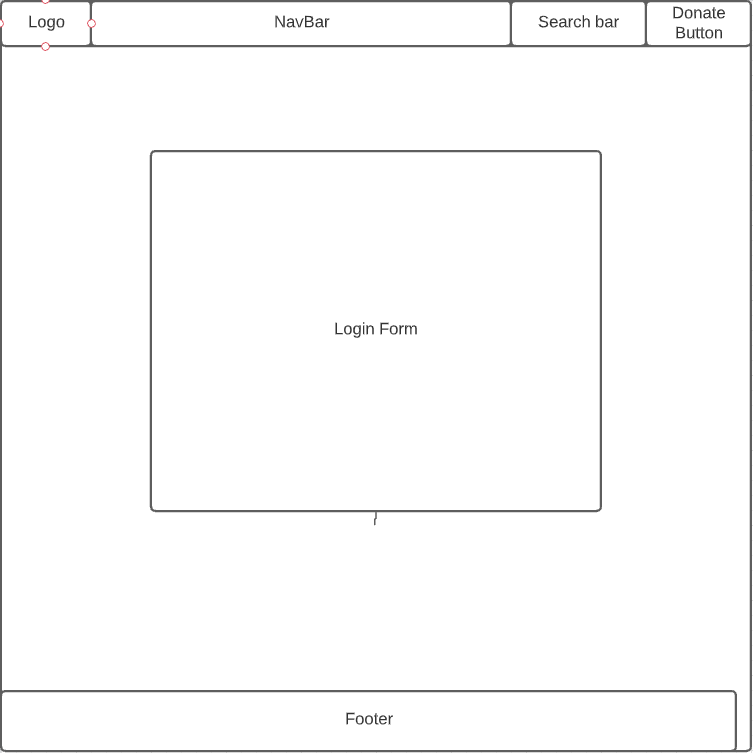 Logo
NavBar
Search bar
Donate
Button
Login Form
Footer